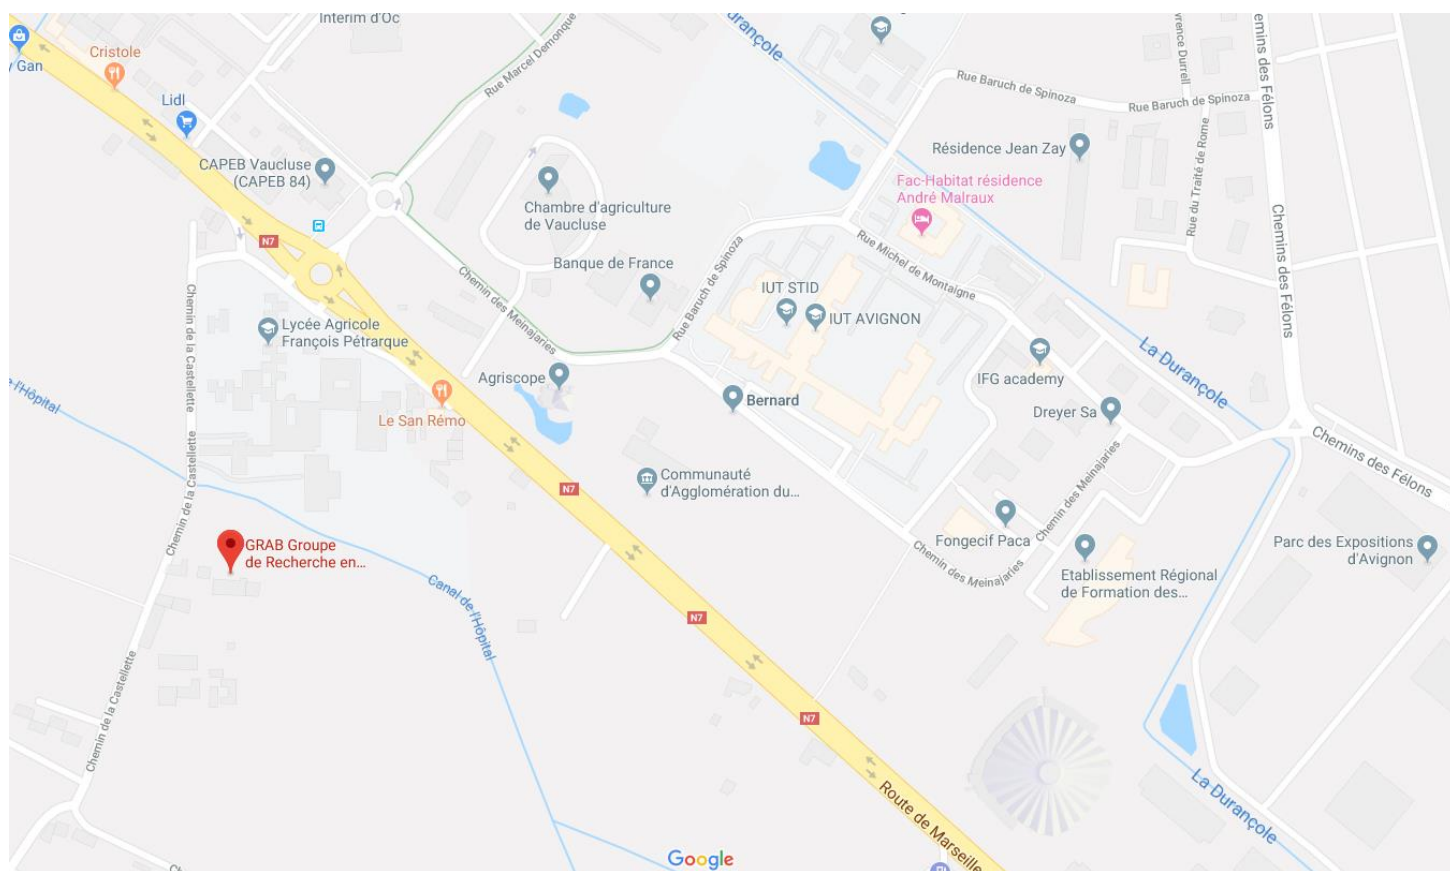 Interim d'Oc
Cristole
Gan
Lidl
CAPEB Vaucluse
(CAPEB 84)
N7
Rue Marcel Demonque
Durançole
Rue Baruch de Spinoza
Rue Baruch de Spinoza
Chemins des Félons
Résidence Jean Zay
Fac-Habitat résidence
André Malraux
Rue du Traité de Rome
Chambre d'agriculture
de Vaucluse
Banque de France
Rue Baruch de Spinoza
Rue Michel de Montaigne
Chemins des Félons
Chemin des Meinajaries
IUT STID
IUT AVIGNON
Lycée Agricole
François Pétrarque
Chemin de la Castellette
Agriscope
Le San Rémo
Bernard
IFG academy
La Durançole
Dreyer Sa
Chemins des Félons
de l'Hôpital
Chemin de la Castellette
Communauté
d'Agglomération du...
N7
Chemin des Meinajaries
Fongecif Paca
Chemin des Meinajaries
GRAB Groupe
de Recherche en...
Etablissement Régional
de Formation des...
Parc des Expositions
d'Avignon
Canal de l'Hôpital
N7
Chemin de la Castellette
N7
Route de Marseille
La Durançole
Google